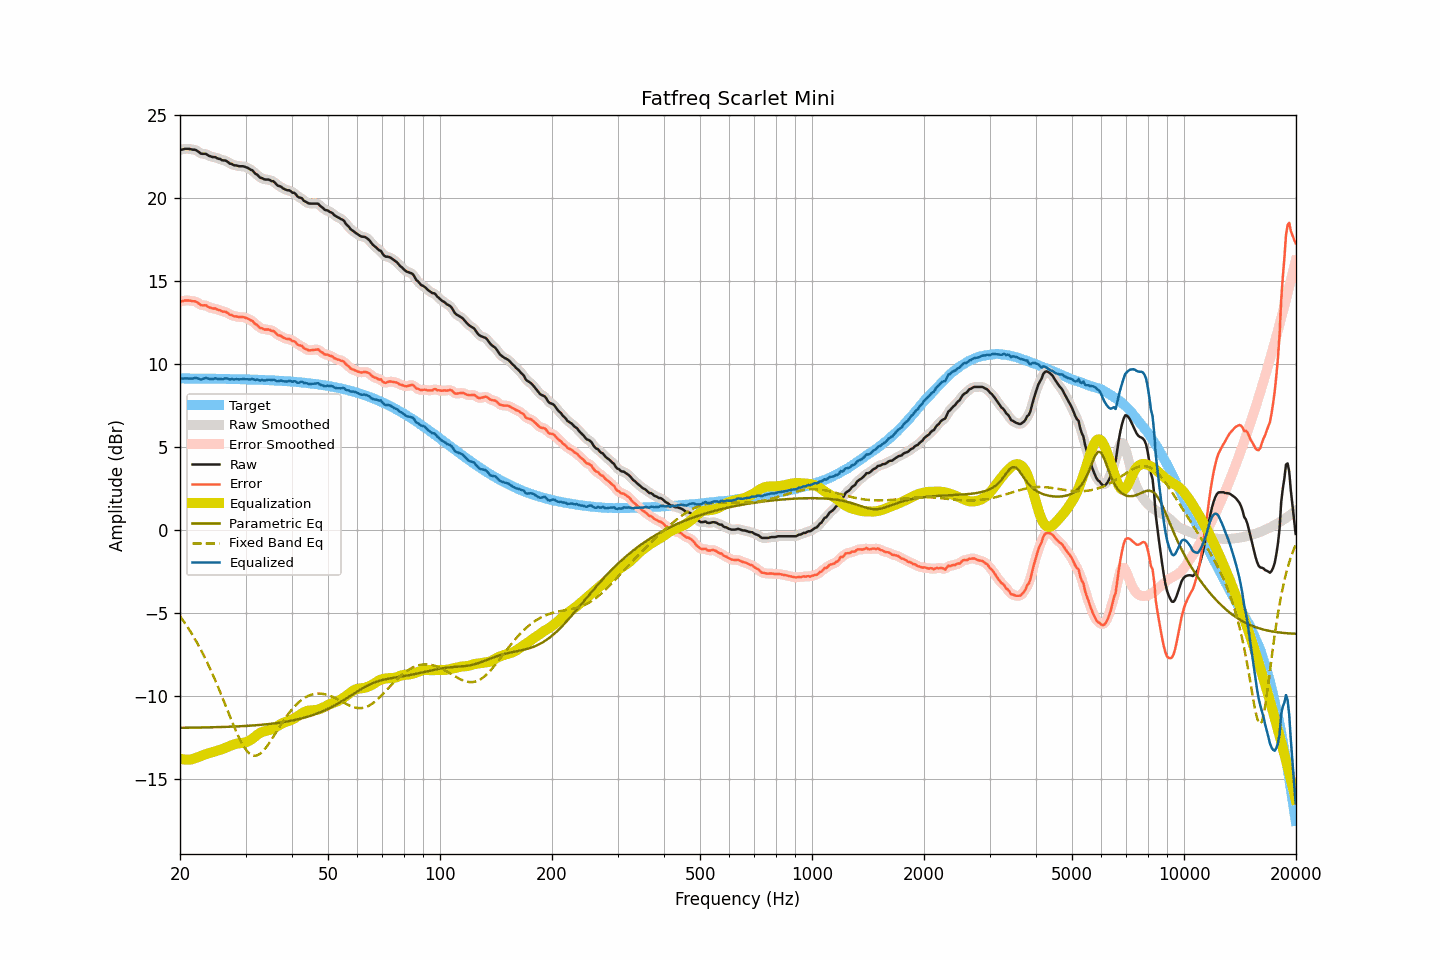 Fatfreq Scarlet Mini
25
20
15
10
5
0
−5
−10
−15
Amplitude (dBr)
Target
Raw Smoothed
Error Smoothed
Raw
Error
Equalization
Parametric Eq
Fixed Band Eq
Equalized
20 50 100 200 500 1000 2000 5000 10000 20000
Frequency (Hz)